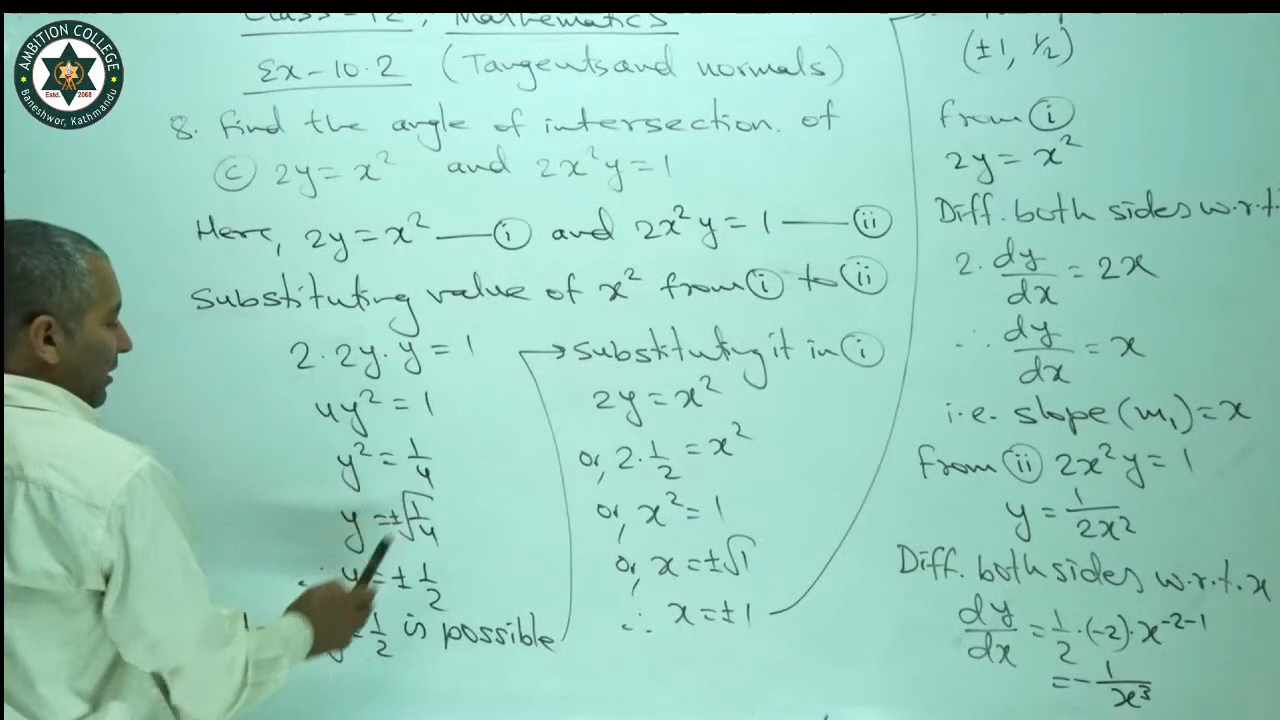 AMBITION COLLEGE
Estd. 2068
Baneshwor, Kathmandu
Class-12, Mathematics
Ex-10.2 (Tangents and normals)
8. Find the angle of intersection of
(c) 2y = x² and 2x²y = 1
Here, 2y = x² — (i) and 2x²y = 1 — (ii)
Substituting value of x² from (i) to (ii)
2·2y·y = 1
4y² = 1
y² = 1/4
y = ±√1/4
y = ±1/2
1/2 is possible
→ Substituting it in (i)
2y = x²
or, 2·1/2 = x²
or, x² = 1
or, x = ±√1
∴ x = ±1
(±1, 1/2)
from (i)
2y = x²
Diff. both sides w.r.t.
2. dy/dx = 2x
∴ dy/dx = x
i.e. slope (m₁) = x
From (ii) 2x²y = 1
y = 1/2x²
Diff. both sides w.r.t. x
dy/dx = 1/2·(-2)·x⁻²⁻¹
= -1/x³